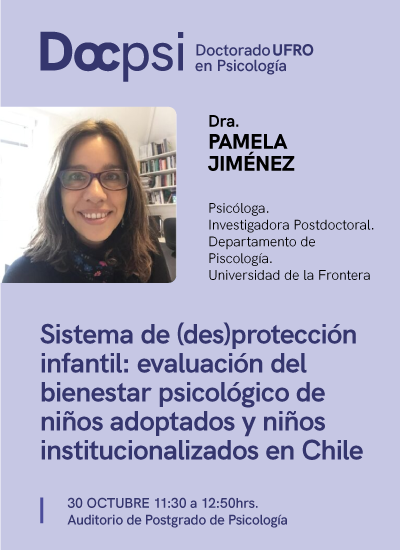 Docpsi
Doctorado UFRO
en Psicología
Dra.
PAMELA
JIMÉNEZ
Psicóloga.
Investigadora Postdoctoral.
Departamento de
Piscología.
Universidad de la Frontera
Sistema de (des)protección
infantil: evaluación del
bienestar psicológico de
niños adoptados y niños
institucionalizados en Chile
30 OCTUBRE 11:30 a 12:50hrs.
Auditorio de Postgrado de Psicología